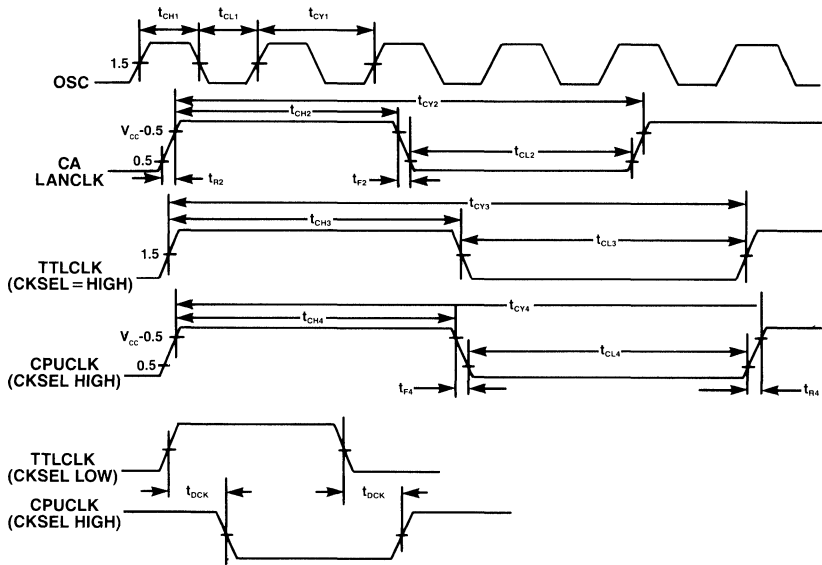 tCH1 tCL1 tCY1
1.5
OSC
tCY2
tCH2
VCC-0.5
0.5
tCL2
CA
LANCLK
tR2 tF2
tCY3
tCH3
tCL3
1.5
TTLCLK
(CKSEL=HIGH)
tCY4
tCH4
VCC-0.5
0.5
tCL4
CPUCLK
(CKSEL HIGH)
tF4 tR4
TTLCLK
(CKSEL LOW)
tDCK tDCK
CPUCLK
(CKSEL HIGH)